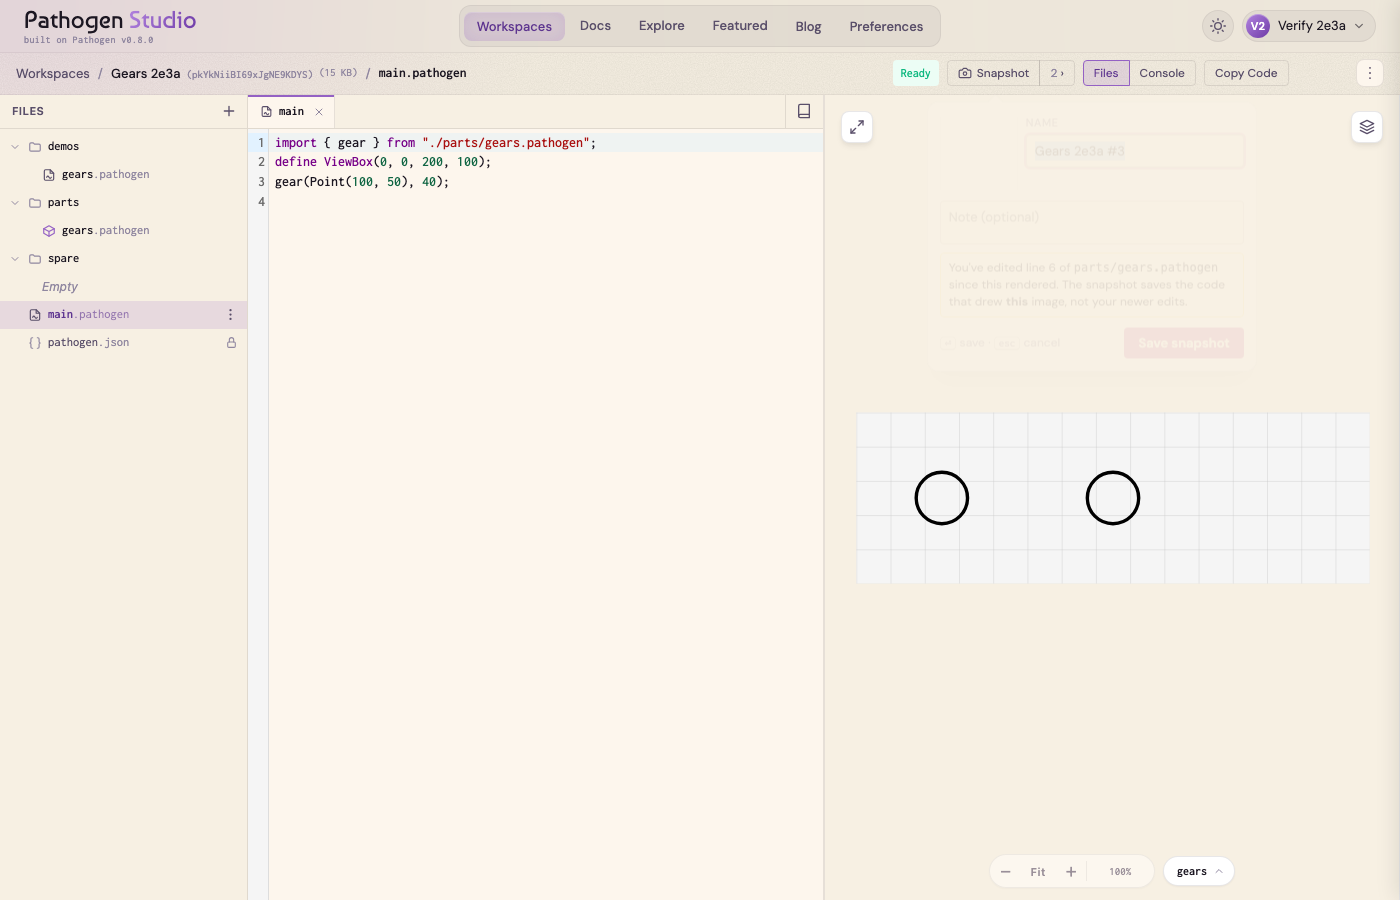 Pathogen Studio
built on Pathogen v0.8.0
Workspaces
Docs
Explore
Featured
Blog
Preferences
V2 Verify 2e3a
Workspaces / Gears 2e3a (pkYkNiiBI69xJgNE9KDYS) (15 KB) / main.pathogen
Ready
Snapshot
2 ›
Files
Console
Copy Code
FILES
demos
gears.pathogen
parts
gears.pathogen
spare
Empty
main.pathogen
{} pathogen.json
main
1 import { gear } from "./parts/gears.pathogen";
2 define ViewBox(0, 0, 200, 100);
3 gear(Point(100, 50), 40);
4
NAME
Gears 2e3a #3
Note (optional)
You've edited line 6 of parts/gears.pathogen
since this rendered. The snapshot saves the code
that drew this image, not your newer edits.
save esc cancel
Save snapshot
Fit
100%
gears